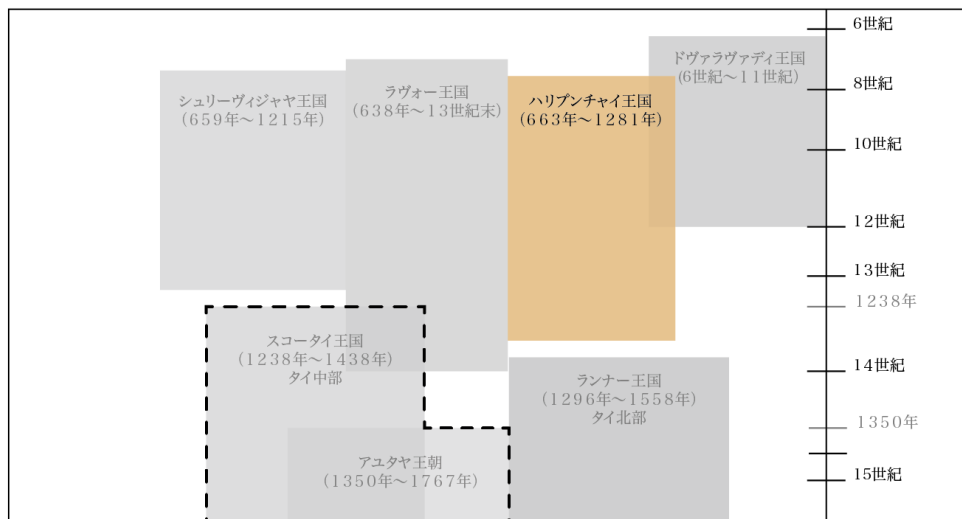 6世紀
ドヴァラヴァディ王国
(6世紀～11世紀)
8世紀
シュリーヴィジャヤ王国
(659年～1215年)
ラヴォー王国
(638年～13世紀末)
ハリプンチャイ王国
(663年～1281年)
10世紀
12世紀
13世紀
1238年
スコータイ王国
(1238年～1438年)
タイ中部
14世紀
ランナー王国
(1296年～1558年)
タイ北部
1350年
アユタヤ王朝
(1350年～1767年)
15世紀